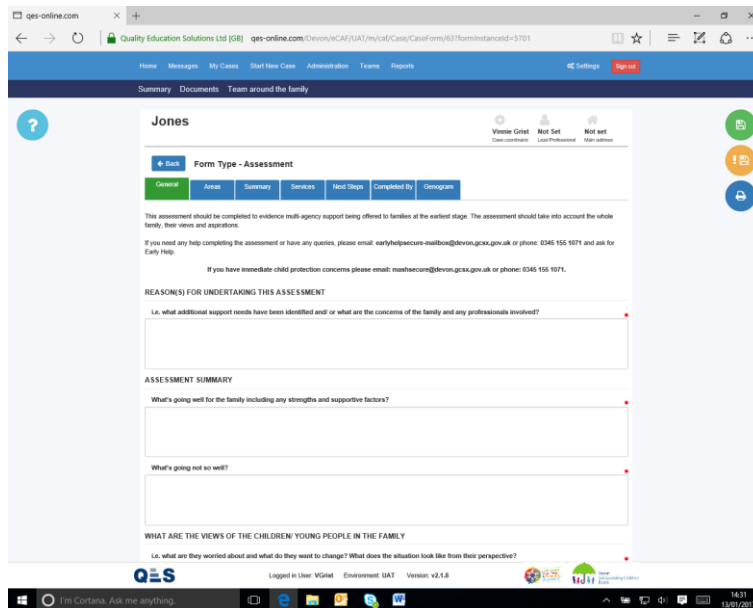 qes-online.com
Quality Education Solutions Ltd [GB] qes-online.com/Devon/eCAF/UAT/m/caf/Case/CaseForm/63?formInstanceId=5701
Home Messages My Cases Start New Case Administration Teams Reports Settings Sign out
Summary Documents Team around the family
?
Jones
Vinnie Grist Not Set Not set
Case coordinator Lead Professional Main address
Back Form Type - Assessment
General Areas Summary Services Next Steps Completed By Genogram
This assessment should be completed to evidence multi-agency support being offered to families at the earliest stage. The assessment should take into account the whole
family, their views and aspirations.
If you need any help completing the assessment or have any queries, please email: earlyhelpsecure-mailbox@devon.gcsx.gov.uk or phone: 0345 155 1071 and ask for
Early Help.
If you have immediate child protection concerns please email: mashsecure@devon.gcsx.gov.uk or phone: 0345 155 1071.
REASON(S) FOR UNDERTAKING THIS ASSESSMENT
i.e. what additional support needs have been identified and/ or what are the concerns of the family and any professionals involved?
ASSESSMENT SUMMARY
What's going well for the family including any strengths and supportive factors?
What's going not so well?
WHAT ARE THE VIEWS OF THE CHILDREN/ YOUNG PEOPLE IN THE FAMILY
i.e. what are they worried about and what do they want to change? What does the situation look like from their perspective?
QES Logged in User: VGrist Environment: UAT Version: v2.1.8
I'm Cortana. Ask me anything.
14:31
13/01/20